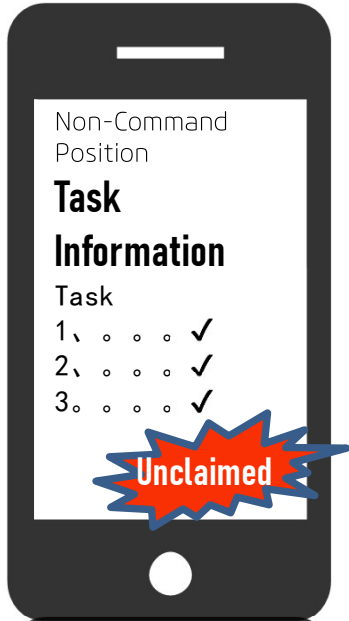 Non-Command
Position
Task
Information
Task
1、。。。。✓
2、。。。。✓
3。。。。。✓
Unclaimed